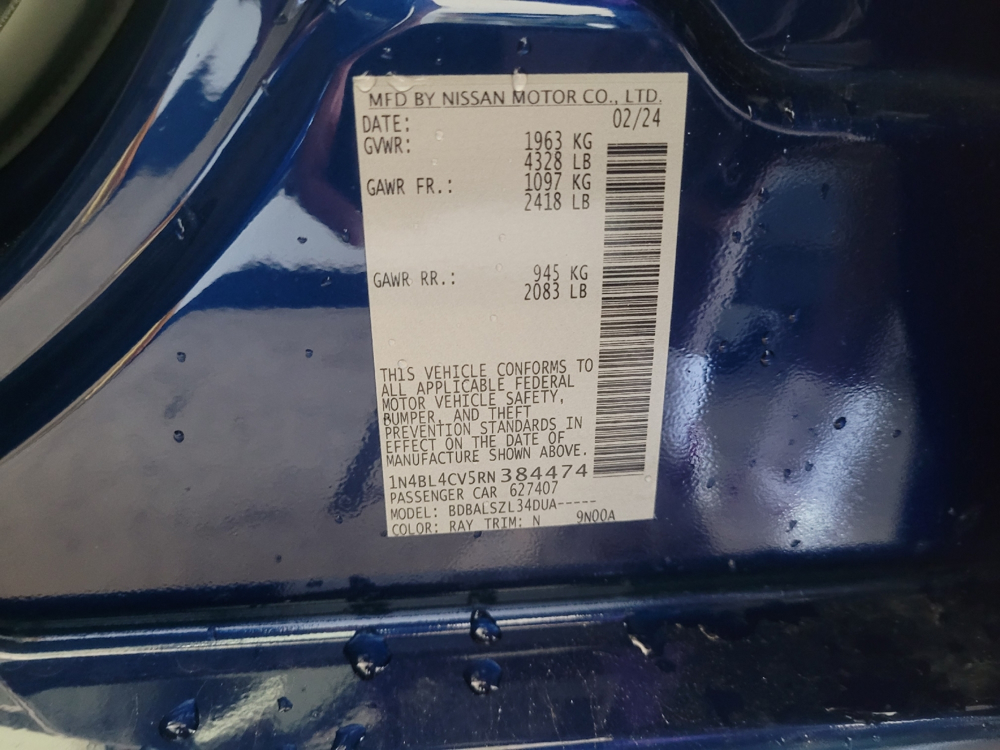 MFD BY NISSAN MOTOR CO., LTD.
DATE: 02/24
GVWR: 1963 KG
4328 LB
GAWR FR.: 1097 KG
2418 LB
GAWR RR.: 945 KG
2083 LB
THIS VEHICLE CONFORMS TO
ALL APPLICABLE FEDERAL
MOTOR VEHICLE SAFETY,
BUMPER, AND THEFT
PREVENTION STANDARDS IN
EFFECT ON THE DATE OF
MANUFACTURE SHOWN ABOVE.
1N4BL4CV5RN384474
PASSENGER CAR 627407
MODEL: BDBALSZL34DUA-----
COLOR: RAY TRIM: N 9N00A